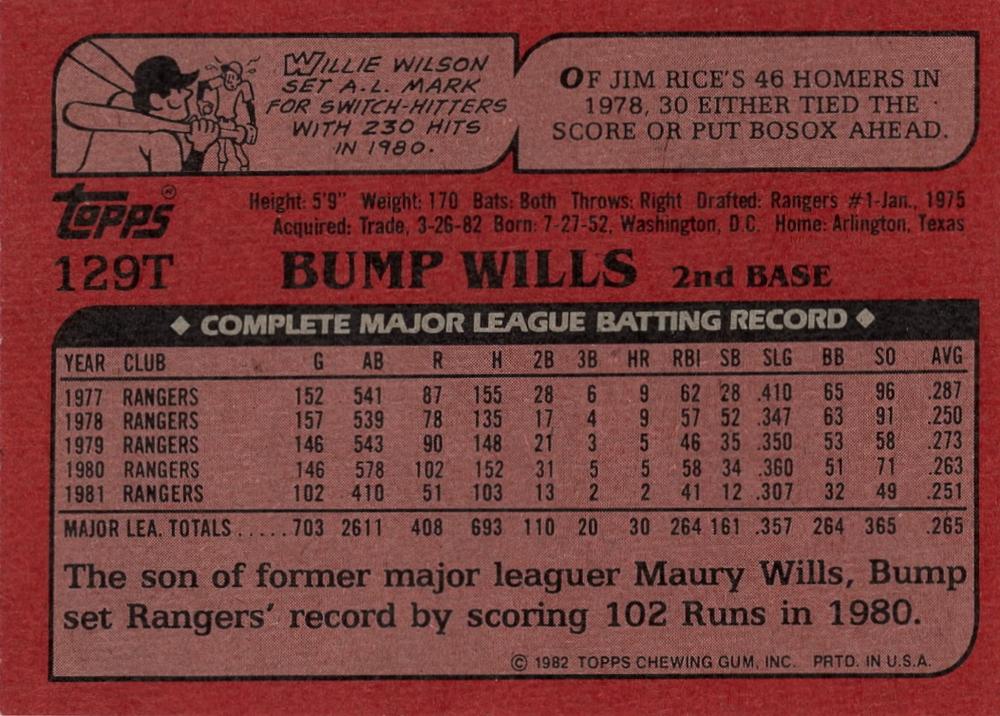 WILLIE WILSON
SET A.L. MARK
FOR SWITCH-HITTERS
WITH 230 HITS
IN 1980.
OF JIM RICE'S 46 HOMERS IN
1978, 30 EITHER TIED THE
SCORE OR PUT BOSOX AHEAD.
TOPPS®
Height: 5'9" Weight: 170 Bats: Both Throws: Right Drafted: Rangers #1-Jan., 1975
Acquired: Trade, 3-26-82 Born: 7-27-52, Washington, D.C. Home: Arlington, Texas
129T BUMP WILLS 2nd BASE
◆ COMPLETE MAJOR LEAGUE BATTING RECORD ◆
YEAR CLUB G AB R H 2B 3B HR RBI SB SLG BB SO AVG
1977 RANGERS 152 541 87 155 28 6 9 62 28 .410 65 96 .287
1978 RANGERS 157 539 78 135 17 4 9 57 52 .347 63 91 .250
1979 RANGERS 146 543 90 148 21 3 5 46 35 .350 53 58 .273
1980 RANGERS 146 578 102 152 31 5 5 58 34 .360 51 71 .263
1981 RANGERS 102 410 51 103 13 2 2 41 12 .307 32 49 .251
MAJOR LEA. TOTALS.....703 2611 408 693 110 20 30 264 161 .357 264 365 .265
The son of former major leaguer Maury Wills, Bump
set Rangers' record by scoring 102 Runs in 1980.
© 1982 TOPPS CHEWING GUM, INC. PRTD. IN U.S.A.